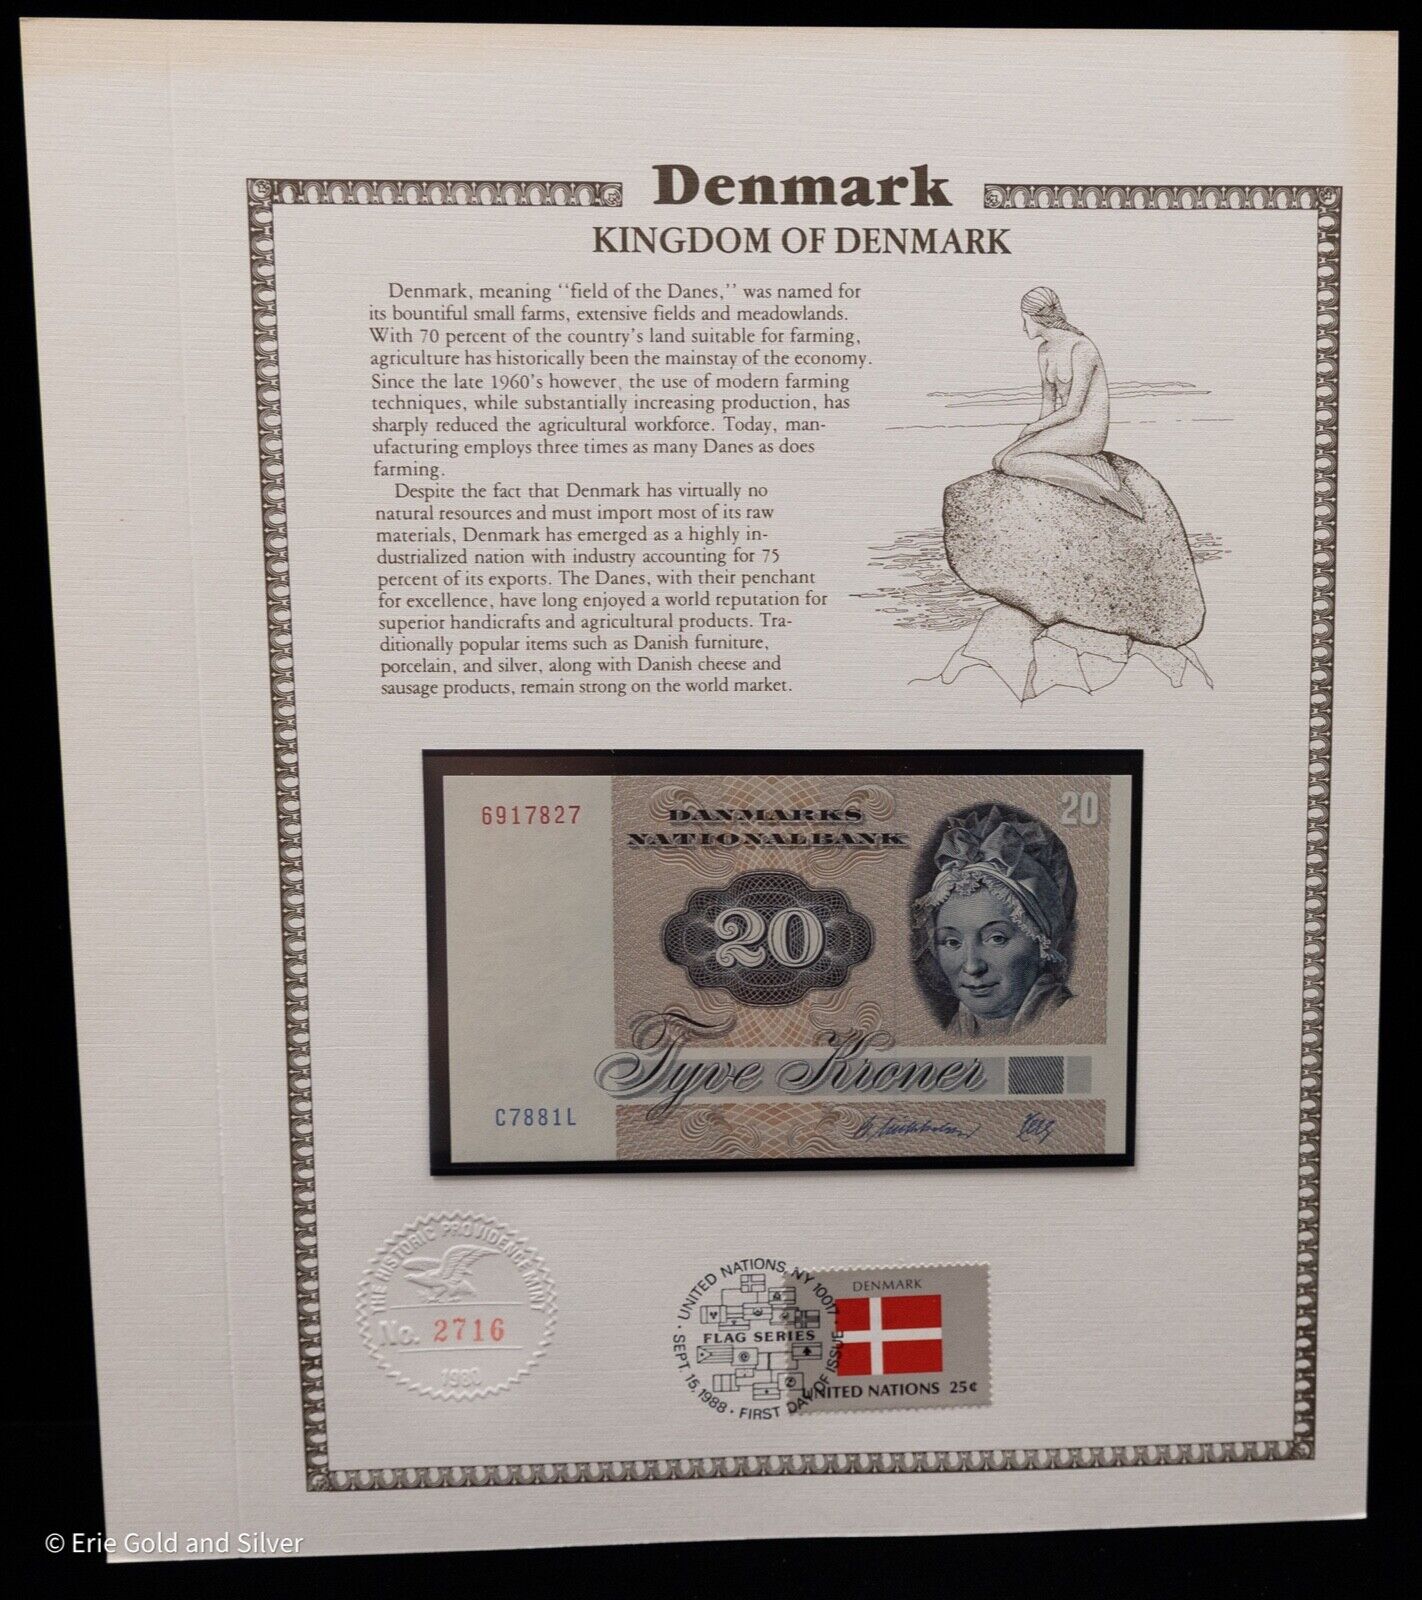 Denmark
KINGDOM OF DENMARK
Denmark, meaning ‘‘field of the Danes,’’ was named for
its bountiful small farms, extensive fields and meadowlands.
With 70 percent of the country's land suitable for farming,
agriculture has historically been the mainstay of the economy.
Since the late 1960's however, the use of modern farming
techniques, while substantially increasing production, has
sharply reduced the agricultural workforce. Today, man-
ufacturing employs three times as many Danes as does
farming.
Despite the fact that Denmark has virtually no
natural resources and must import most of its raw
materials, Denmark has emerged as a highly in-
dustrialized nation with industry accounting for 75
percent of its exports. The Danes, with their penchant
for excellence, have long enjoyed a world reputation for
superior handicrafts and agricultural products. Tra-
ditionally popular items such as Danish furniture,
porcelain, and silver, along with Danish cheese and
sausage products, remain strong on the world market.
6917827
DANMARKS
NATIONALBANK
20
20
Tyve Kroner
C7881L
THE HISTORIC PROVIDENCE MINT
No. 2716
1980
UNITED NATIONS, NY 10017
FLAG SERIES
SEPT. 15, 1988 · FIRST DAY OF ISSUE
DENMARK
UNITED NATIONS 25¢
© Erie Gold and Silver